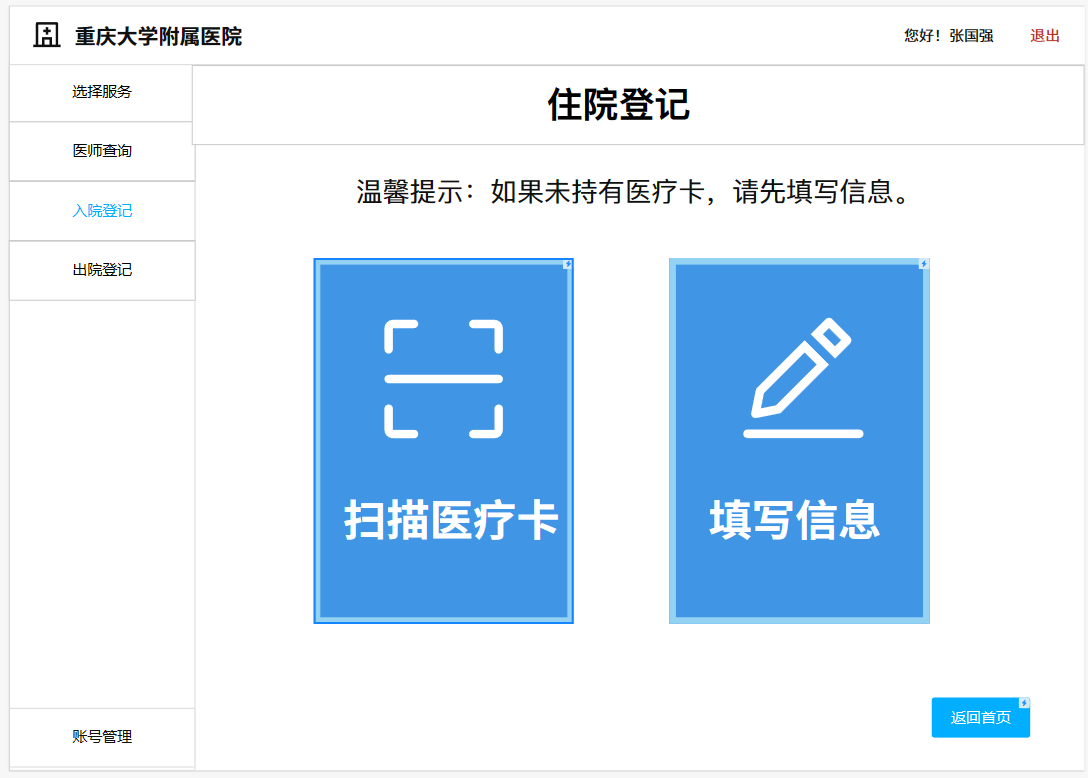 重庆大学附属医院
您好！张国强
退出
选择服务
医师查询
入院登记
出院登记
账号管理
住院登记
温馨提示：如果未持有医疗卡，请先填写信息。
扫描医疗卡
填写信息
返回首页